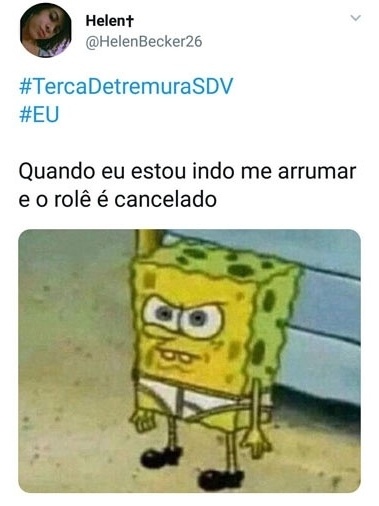 Helen†
@HelenBecker26
#TercaDetremuraSDV
#EU
Quando eu estou indo me arrumar
e o rolê é cancelado